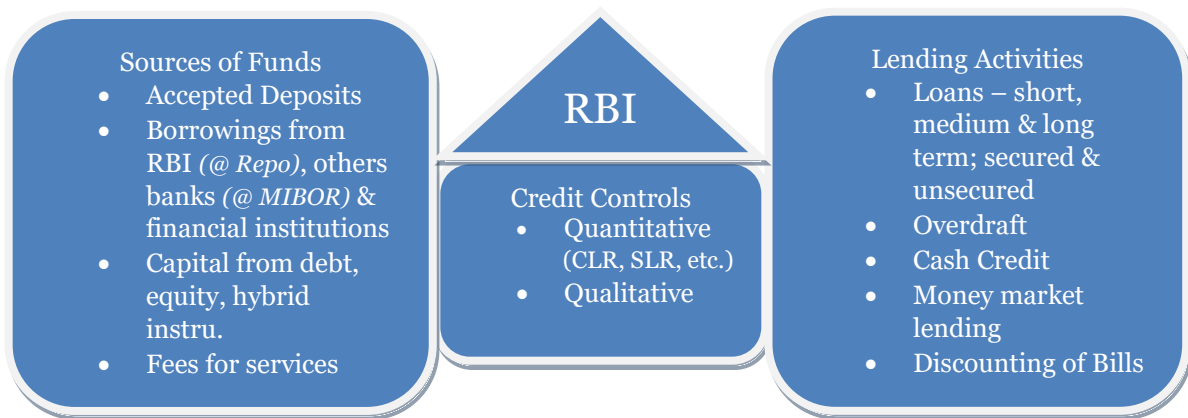 Sources of Funds
• Accepted Deposits
• Borrowings from
RBI (@ Repo), others
banks (@ MIBOR) &
financial institutions
• Capital from debt,
equity, hybrid
instru.
• Fees for services
RBI
Credit Controls
• Quantitative
(CLR, SLR, etc.)
• Qualitative
Lending Activities
• Loans – short,
medium & long
term; secured &
unsecured
• Overdraft
• Cash Credit
• Money market
lending
• Discounting of Bills